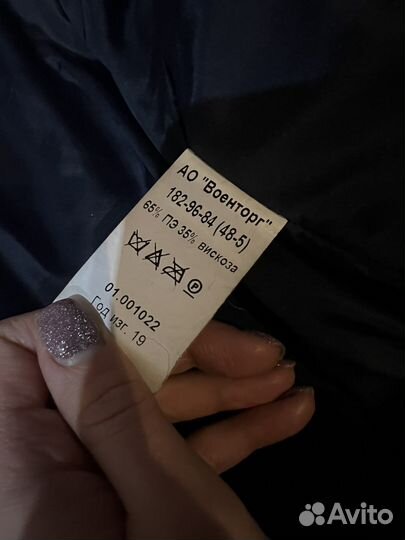 АО "Военторг"
182-96-84 (48-5)
65% ПЭ 35% вискоза
P
01.001022
Год изг. 19
Avito